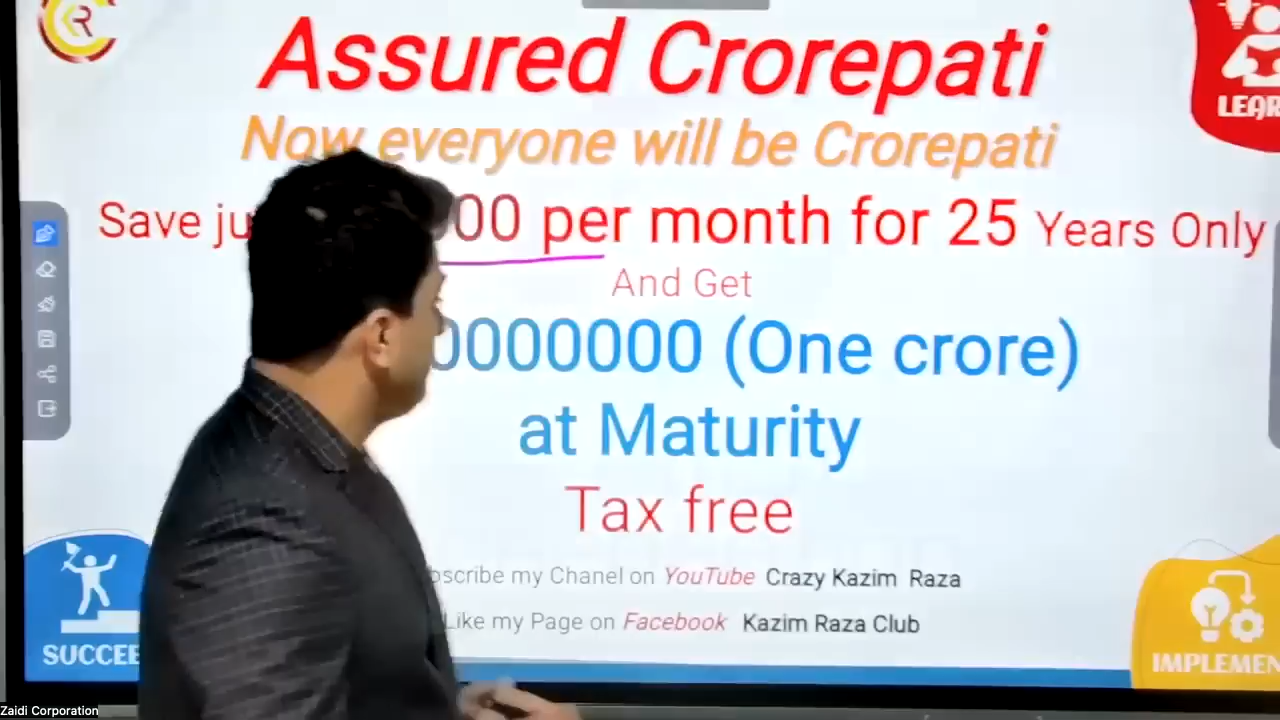 Assured Crorepati
Now everyone will be Crorepati
Save ju 00 per month for 25 Years Only
And Get
0000000 (One crore)
at Maturity
Tax free
bscribe my Chanel on YouTube Crazy Kazim Raza
Like my Page on Facebook Kazim Raza Club
LEAR
SUCCEE
IMPLEMEN
Zaidi Corporation